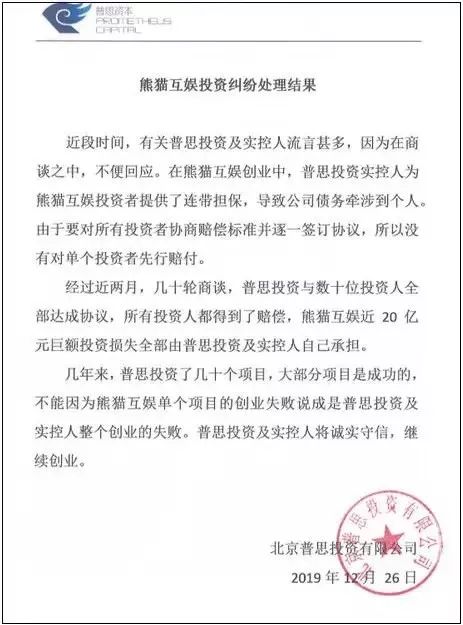 普思资本
PROMETHEUS
CAPITAL
熊猫互娱投资纠纷处理结果
近段时间，有关普思投资及实控人流言甚多，因为在商
谈之中，不便回应。在熊猫互娱创业中，普思投资实控人为
熊猫互娱投资者提供了连带担保，导致公司债务牵涉到个人。
由于要对所有投资者协商赔偿标准并逐一签订协议，所以没
有对单个投资者先行赔付。
经过近两月，几十轮商谈，普思投资与数十位投资人全
部达成协议，所有投资人都得到了赔偿，熊猫互娱近 20 亿
元巨额投资损失全部由普思投资及实控人自己承担。
几年来，普思投资了几十个项目，大部分项目是成功的，
不能因为熊猫互娱单个项目的创业失败说成是普思投资及
实控人整个创业的失败。普思投资及实控人将诚实守信，继
续创业。
北京普思投资有限公司
2019 年 12 月 26 日
北京普思投资有限公司